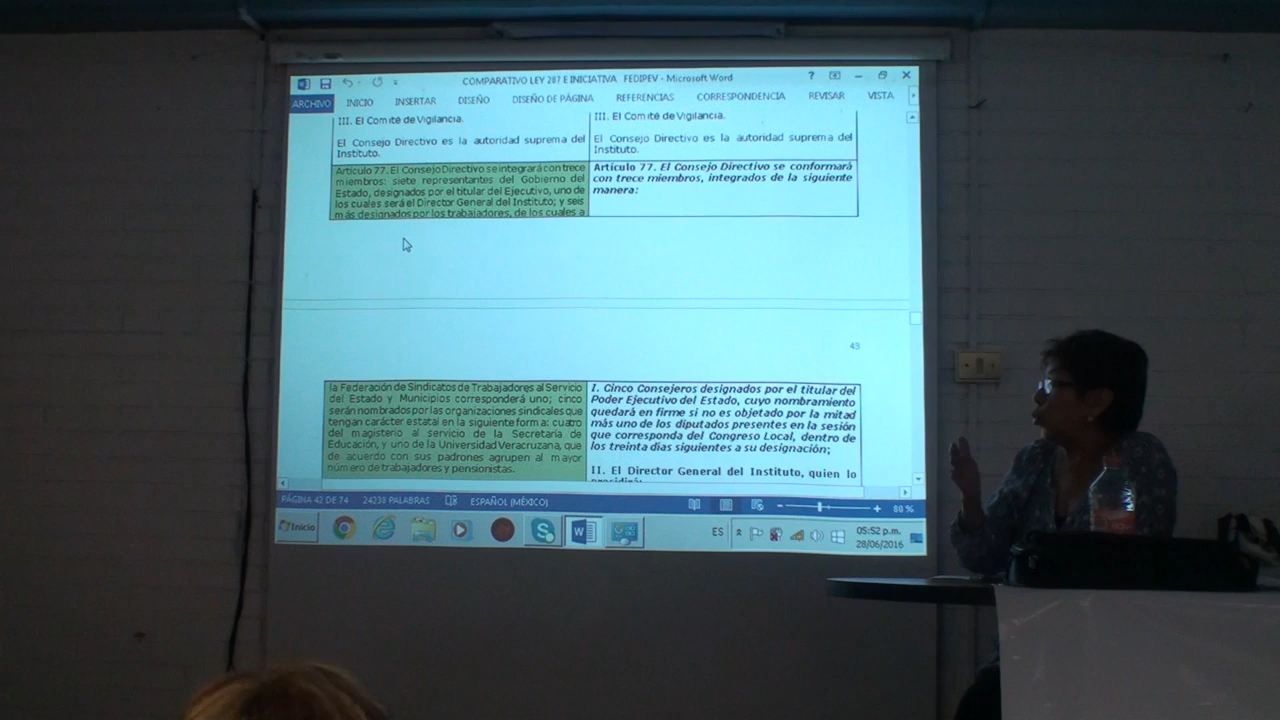 COMPARATIVO LEY 287 E INICIATIVA FEDIPEV - Microsoft Word
ARCHIVO INICIO INSERTAR DISEÑO DISEÑO DE PÁGINA REFERENCIAS CORRESPONDENCIA REVISAR VISTA
III. El Comité de Vigilancia.
El Consejo Directivo es la autoridad suprema del
Instituto.
III. El Comité de Vigilancia.
El Consejo Directivo es la autoridad suprema del
Instituto.
Artículo 77. El Consejo Directivo se integrará con trece
miembros: siete representantes del Gobierno del
Estado, designados por el titular del Ejecutivo, uno de
los cuales será el Director General del Instituto; y seis
más designados por los trabajadores, de los cuales a
Artículo 77. El Consejo Directivo se conformará
con trece miembros, integrados de la siguiente
manera:
43
la Federación de Sindicatos de Trabajadores al Servicio
del Estado y Municipios corresponderá uno; cinco
serán nombrados por las organizaciones sindicales que
tengan carácter estatal en la siguiente forma: cuatro
del magisterio al servicio de la Secretaría de
Educación, y uno de la Universidad Veracruzana, que
de acuerdo con sus padrones agrupen al mayor
número de trabajadores y pensionistas.
I. Cinco Consejeros designados por el titular del
Poder Ejecutivo del Estado, cuyo nombramiento
quedará en firme si no es objetado por la mitad
más uno de los diputados presentes en la sesión
que corresponda del Congreso Local, dentro de
los treinta días siguientes a su designación;
II. El Director General del Instituto, quien lo
presidirá;
PÁGINA 42 DE 74 24238 PALABRAS ESPAÑOL (MÉXICO) 80 %
Inicio ES 05:52 p.m.
28/06/2016